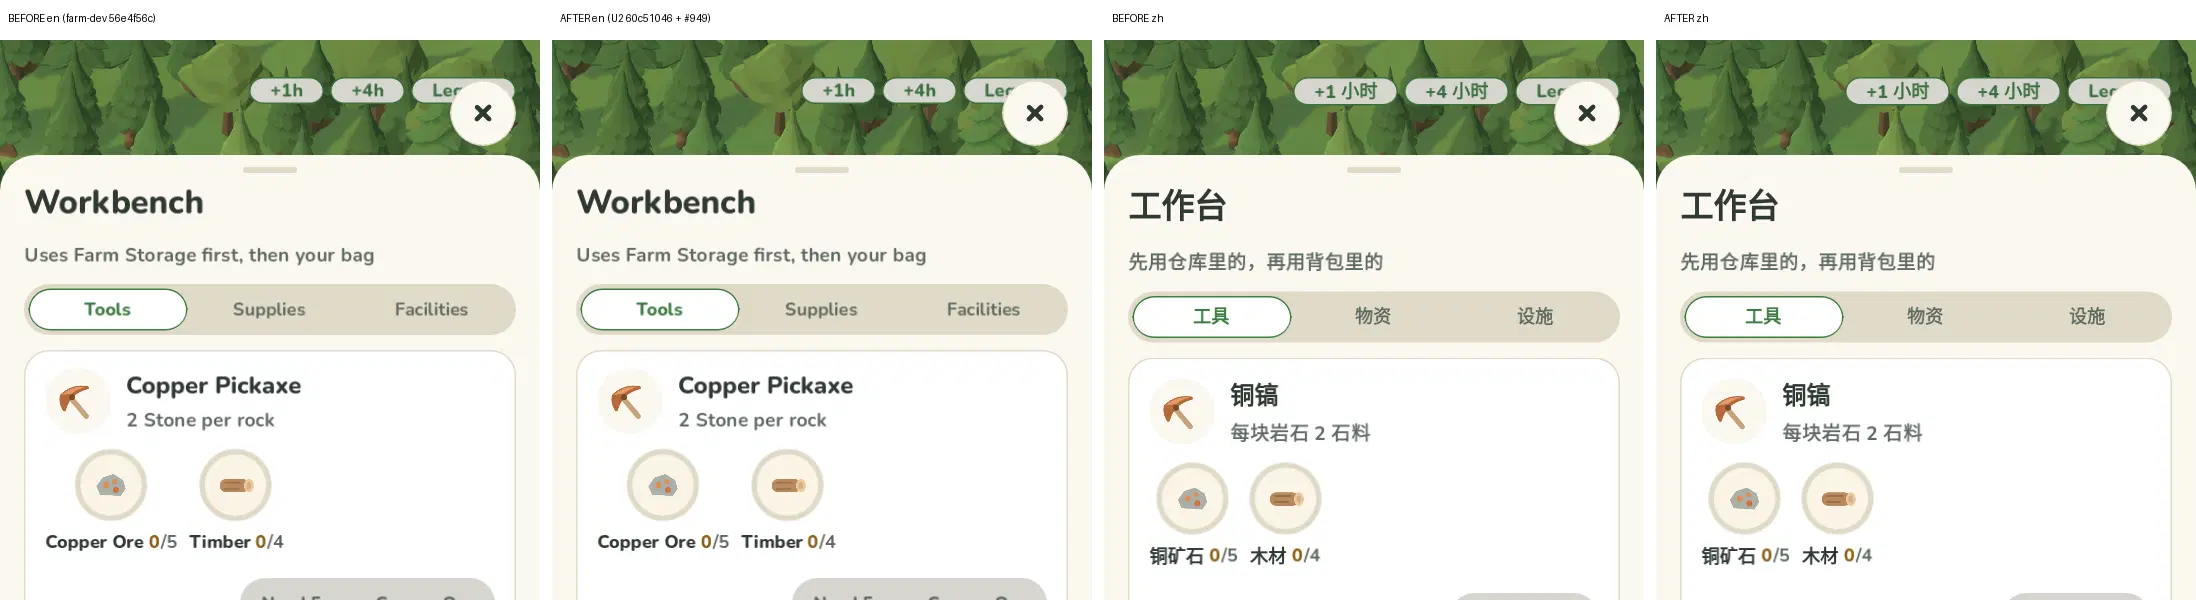 BEFORE en (farm-dev 56e4f56c)
+1h +4h
Workbench
Uses Farm Storage first, then your bag
Tools Supplies Facilities
Copper Pickaxe
2 Stone per rock
Copper Ore 0/5 Timber 0/4
AFTER en (U2 60c51046 + #949)
+1h +4h
Workbench
Uses Farm Storage first, then your bag
Tools Supplies Facilities
Copper Pickaxe
2 Stone per rock
Copper Ore 0/5 Timber 0/4
BEFORE zh
+1 小时 +4 小时
工作台
先用仓库里的，再用背包里的
工具 物资 设施
铜镐
每块岩石 2 石料
铜矿石 0/5 木材 0/4
AFTER zh
+1 小时 +4 小时
工作台
先用仓库里的，再用背包里的
工具 物资 设施
铜镐
每块岩石 2 石料
铜矿石 0/5 木材 0/4